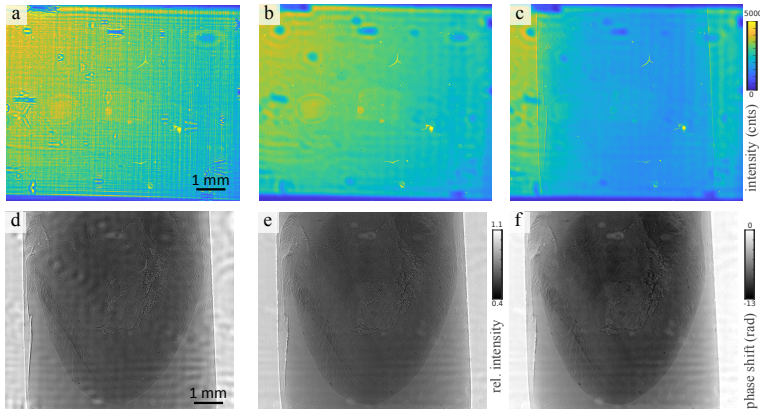 a
b
c
5000
0
intensity (cnts)
1 mm
d
e
f
1.1
0.4
rel. intensity
0
-13
phase shift (rad)
1 mm